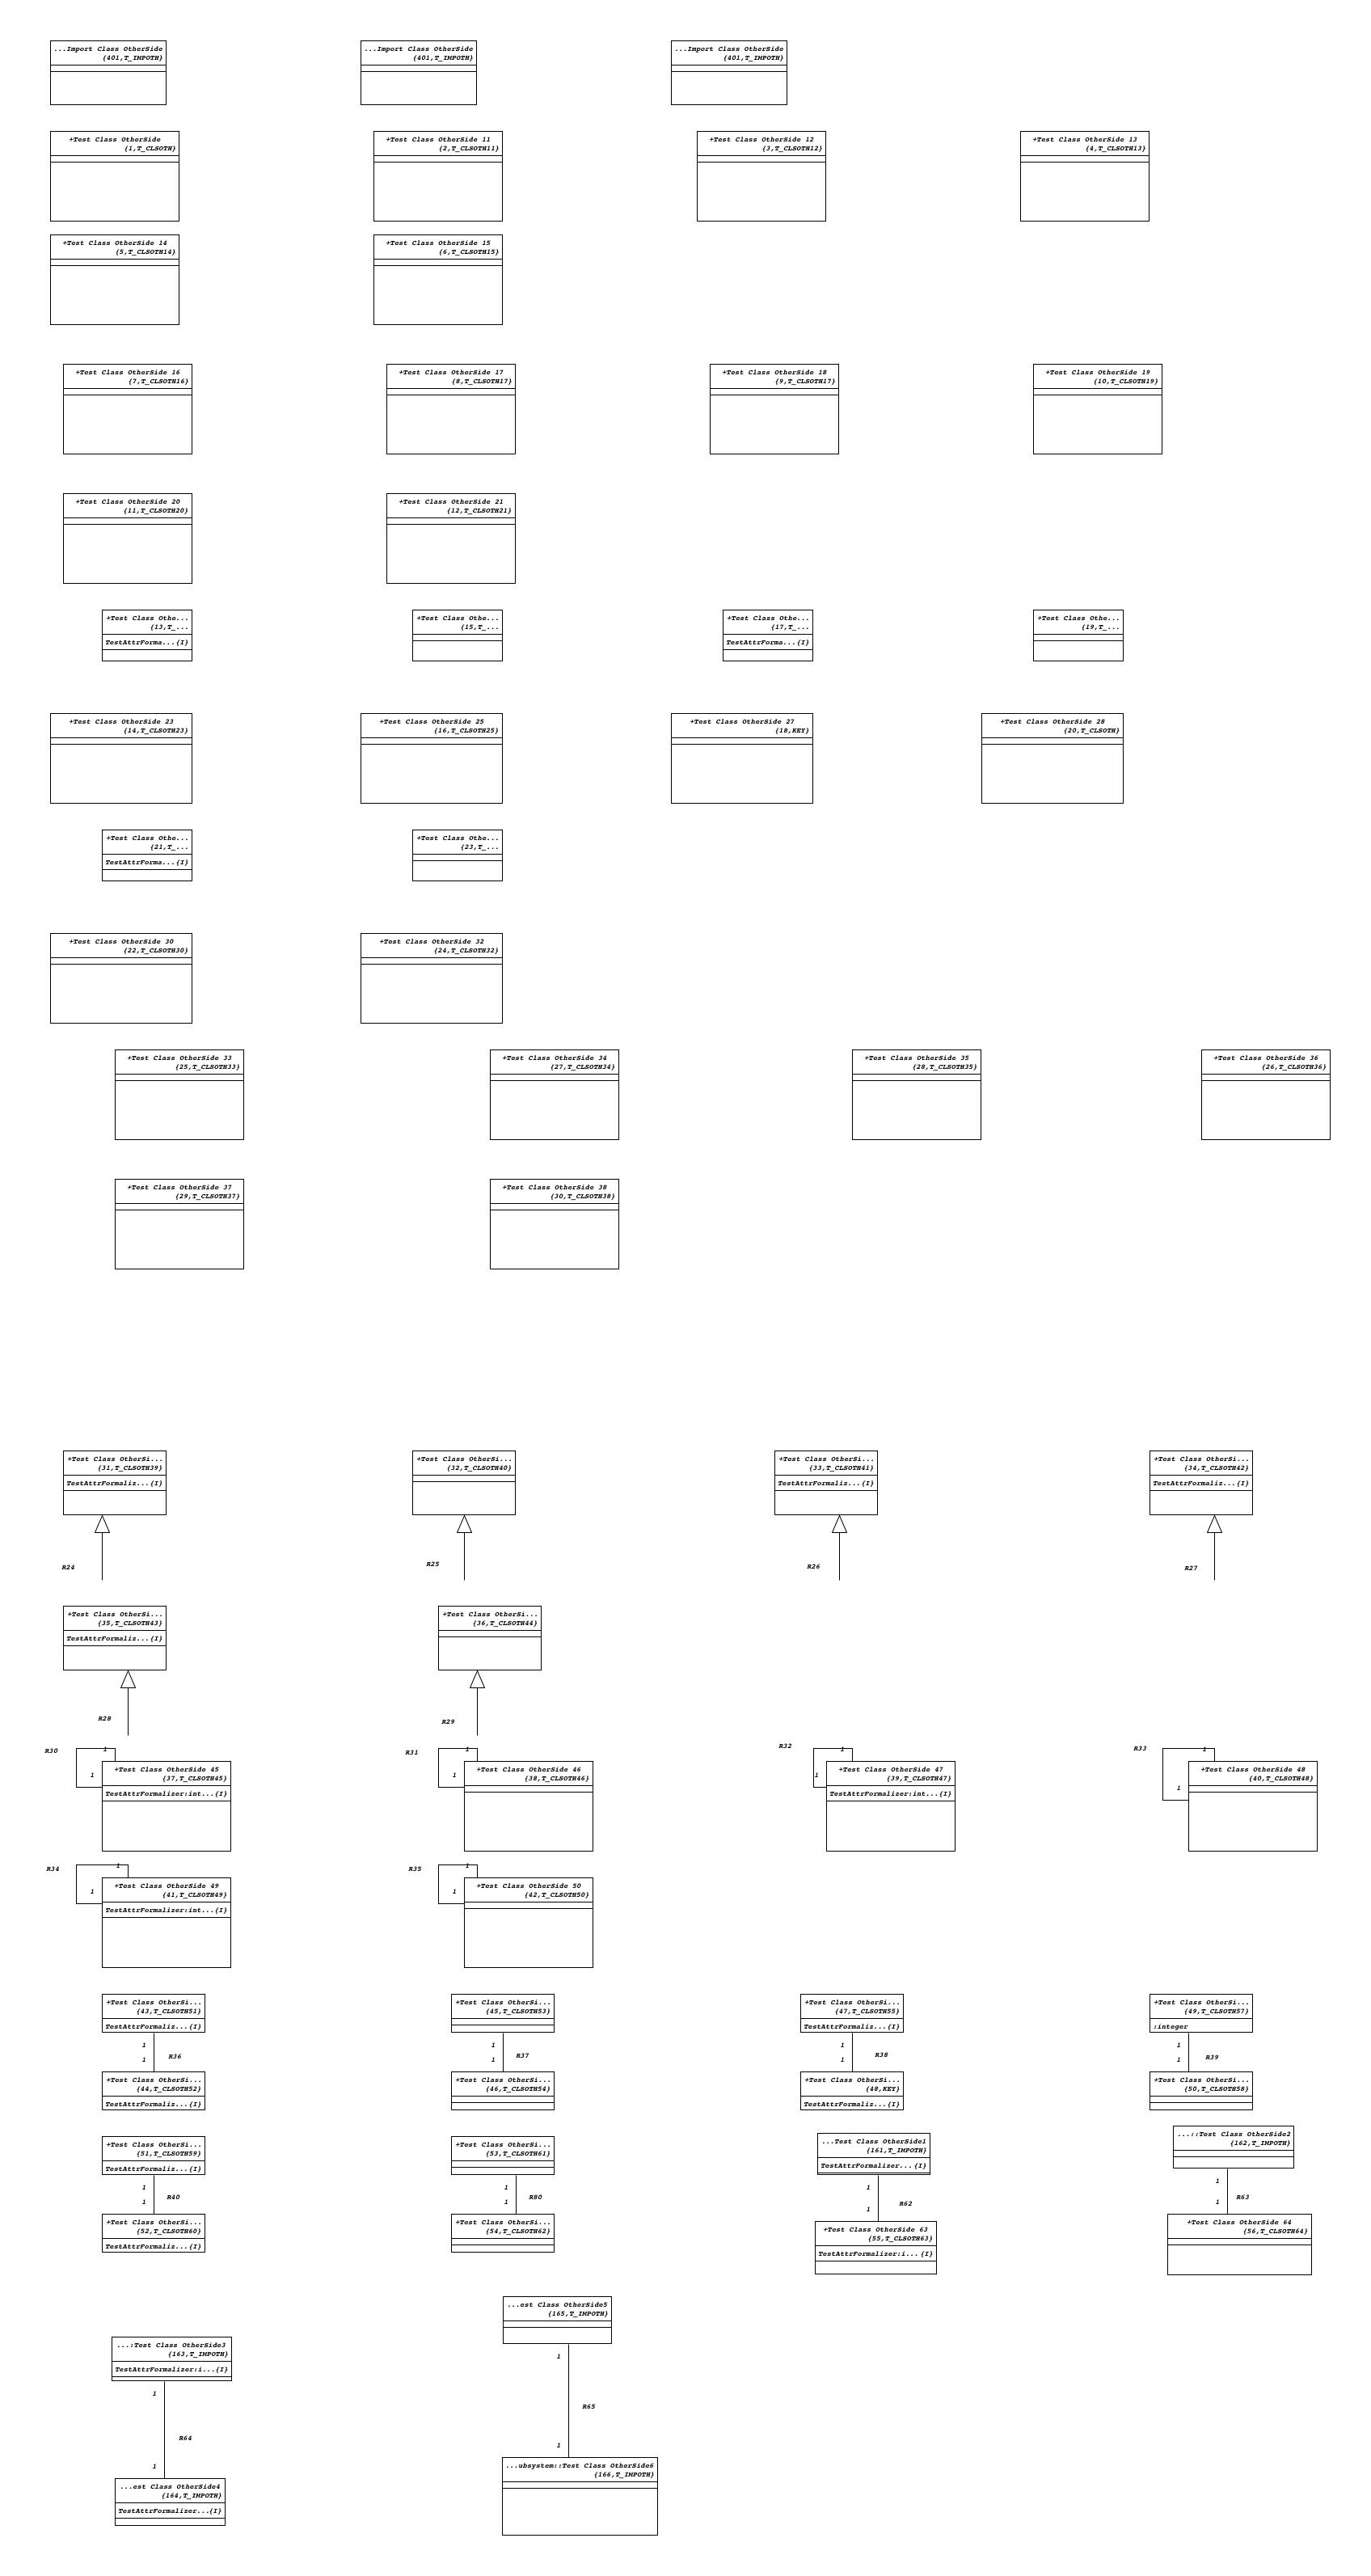 ...Import Class OtherSide
{401,T_IMPOTH}
...Import Class OtherSide
{401,T_IMPOTH}
...Import Class OtherSide
{401,T_IMPOTH}
+Test Class OtherSide
{1,T_CLSOTH}
+Test Class OtherSide 11
{2,T_CLSOTH11}
+Test Class OtherSide 12
{3,T_CLSOTH12}
+Test Class OtherSide 13
{4,T_CLSOTH13}
+Test Class OtherSide 14
{5,T_CLSOTH14}
+Test Class OtherSide 15
{6,T_CLSOTH15}
+Test Class OtherSide 16
{7,T_CLSOTH16}
+Test Class OtherSide 17
{8,T_CLSOTH17}
+Test Class OtherSide 18
{9,T_CLSOTH17}
+Test Class OtherSide 19
{10,T_CLSOTH19}
+Test Class OtherSide 20
{11,T_CLSOTH20}
+Test Class OtherSide 21
{12,T_CLSOTH21}
+Test Class Othe...
{13,T_...
TestAttrForma...{I}
+Test Class Othe...
{15,T_...
+Test Class Othe...
{17,T_...
TestAttrForma...{I}
+Test Class Othe...
{19,T_...
+Test Class OtherSide 23
{14,T_CLSOTH23}
+Test Class OtherSide 25
{16,T_CLSOTH25}
+Test Class OtherSide 27
{18,KEY}
+Test Class OtherSide 28
{20,T_CLSOTH}
+Test Class Othe...
{21,T_...
TestAttrForma...{I}
+Test Class Othe...
{23,T_...
+Test Class OtherSide 30
{22,T_CLSOTH30}
+Test Class OtherSide 32
{24,T_CLSOTH32}
+Test Class OtherSide 33
{25,T_CLSOTH33}
+Test Class OtherSide 34
{27,T_CLSOTH34}
+Test Class OtherSide 35
{28,T_CLSOTH35}
+Test Class OtherSide 36
{26,T_CLSOTH36}
+Test Class OtherSide 37
{29,T_CLSOTH37}
+Test Class OtherSide 38
{30,T_CLSOTH38}
+Test Class OtherSi...
{31,T_CLSOTH39}
TestAttrFormaliz...{I}
+Test Class OtherSi...
{32,T_CLSOTH40}
+Test Class OtherSi...
{33,T_CLSOTH41}
TestAttrFormaliz...{I}
+Test Class OtherSi...
{34,T_CLSOTH42}
TestAttrFormaliz...{I}
R24
R25
R26
R27
+Test Class OtherSi...
{35,T_CLSOTH43}
TestAttrFormaliz...{I}
+Test Class OtherSi...
{36,T_CLSOTH44}
R28
R29
R30
1
1
+Test Class OtherSide 45
{37,T_CLSOTH45}
TestAttrFormalizer:int...{I}
R31
1
1
+Test Class OtherSide 46
{38,T_CLSOTH46}
R32
1
1
+Test Class OtherSide 47
{39,T_CLSOTH47}
TestAttrFormalizer:int...{I}
R33
1
1
+Test Class OtherSide 48
{40,T_CLSOTH48}
R34
1
1
+Test Class OtherSide 49
{41,T_CLSOTH49}
TestAttrFormalizer:int...{I}
R35
1
1
+Test Class OtherSide 50
{42,T_CLSOTH50}
+Test Class OtherSi...
{43,T_CLSOTH51}
TestAttrFormaliz...{I}
1
1
R36
+Test Class OtherSi...
{44,T_CLSOTH52}
TestAttrFormaliz...{I}
+Test Class OtherSi...
{45,T_CLSOTH53}
1
1
R37
+Test Class OtherSi...
{46,T_CLSOTH54}
+Test Class OtherSi...
{47,T_CLSOTH55}
TestAttrFormaliz...{I}
1
1
R38
+Test Class OtherSi...
{48,KEY}
TestAttrFormaliz...{I}
+Test Class OtherSi...
{49,T_CLSOTH57}
:integer
1
1
R39
+Test Class OtherSi...
{50,T_CLSOTH58}
+Test Class OtherSi...
{51,T_CLSOTH59}
TestAttrFormaliz...{I}
1
1
R40
+Test Class OtherSi...
{52,T_CLSOTH60}
TestAttrFormaliz...{I}
+Test Class OtherSi...
{53,T_CLSOTH61}
1
1
R80
+Test Class OtherSi...
{54,T_CLSOTH62}
...Test Class OtherSide1
{161,T_IMPOTH}
TestAttrFormalizer...{I}
1
1
R62
+Test Class OtherSide 63
{55,T_CLSOTH63}
TestAttrFormalizer:i...{I}
...::Test Class OtherSide2
{162,T_IMPOTH}
1
1
R63
+Test Class OtherSide 64
{56,T_CLSOTH64}
...:Test Class OtherSide3
{163,T_IMPOTH}
TestAttrFormalizer:i...{I}
1
R64
1
...est Class OtherSide4
{164,T_IMPOTH}
TestAttrFormalizer...{I}
...est Class OtherSide5
{165,T_IMPOTH}
1
R65
1
...ubsystem::Test Class OtherSide6
{166,T_IMPOTH}